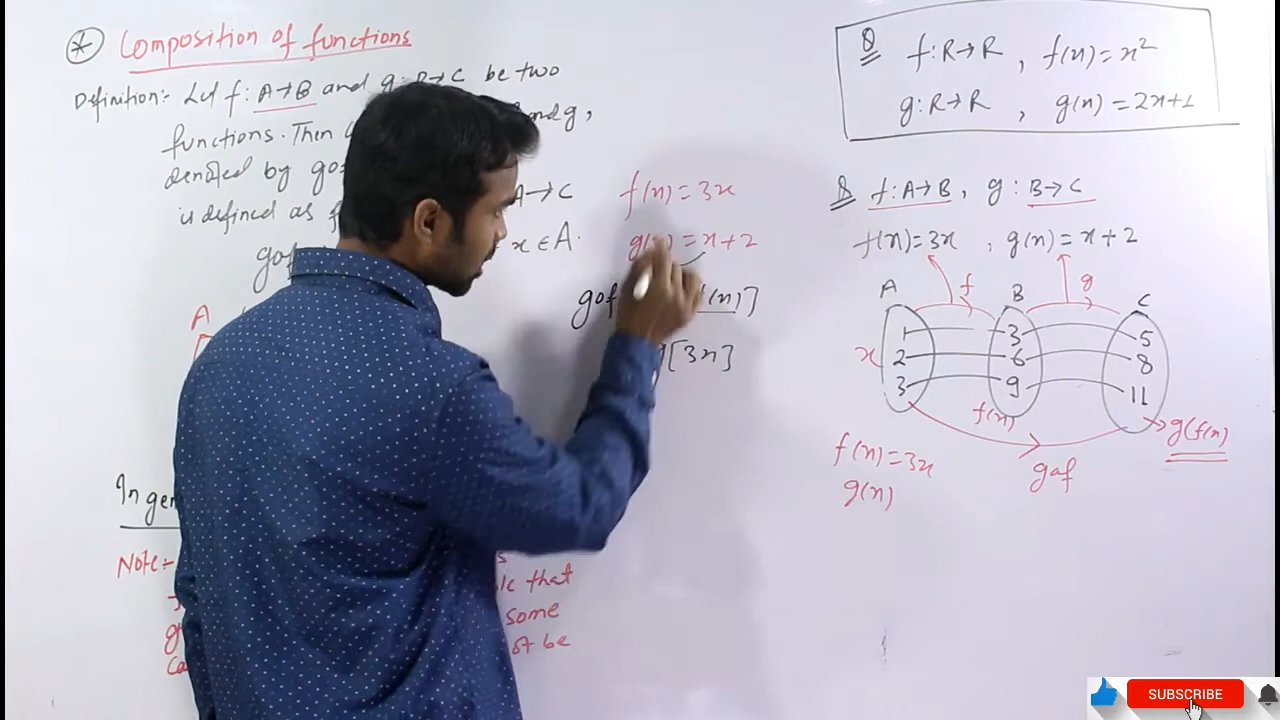 * Composition of functions
Definition:- Let f: A→B and g: B→C be two
functions. Then and g,
denoted by gof
is defined as A→C
gof x ∈ A.
A
In gen
Note:-
that
some
be
f(x) = 3x
g(x) = x+2
gof f(x)]
g[3x]
Q f: R→R , f(x) = x²
g: R→R , g(x) = 2x+1
Q f: A→B, g: B→C
f(x) = 3x , g(x) = x+2
A f B g C
1 3 5
x 2 6 8
3 9 11
f(x) g(f(x)
f(x) = 3x gof
g(x)
SUBSCRIBE